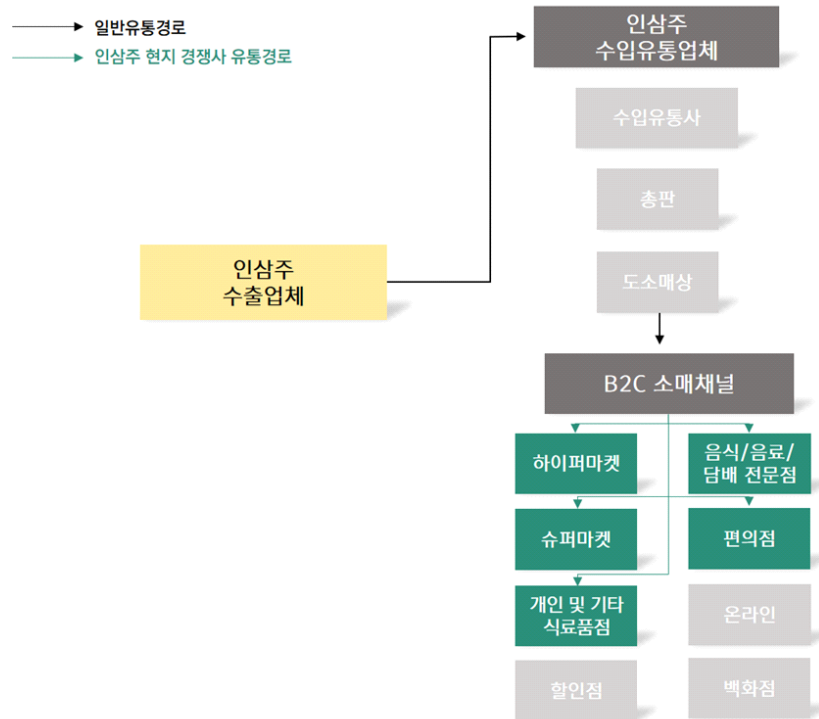 일반유통경로
인삼주 현지 경쟁사 유통경로
인삼주
수입유통업체
수입유통사
총판
인삼주
수출업체
도소매상
B2C 소매채널
하이퍼마켓
음식/음료/
담배 전문점
슈퍼마켓
편의점
개인 및 기타
식료품점
온라인
할인점
백화점